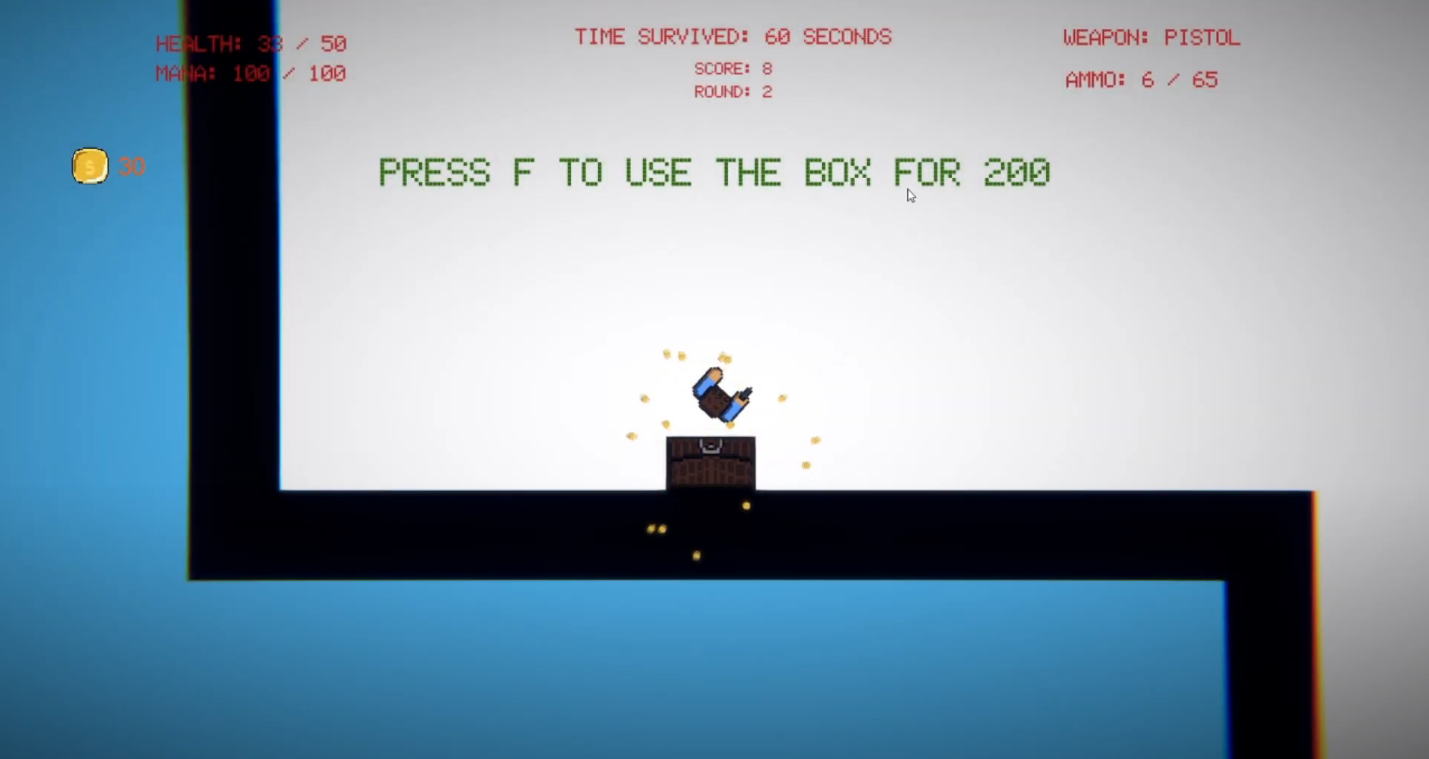 HEALTH: 33 / 50
MANA: 100 / 100
TIME SURVIVED: 60 SECONDS
SCORE: 8
ROUND: 2
WEAPON: PISTOL
AMMO: 6 / 65
$ 30
PRESS F TO USE THE BOX FOR 200